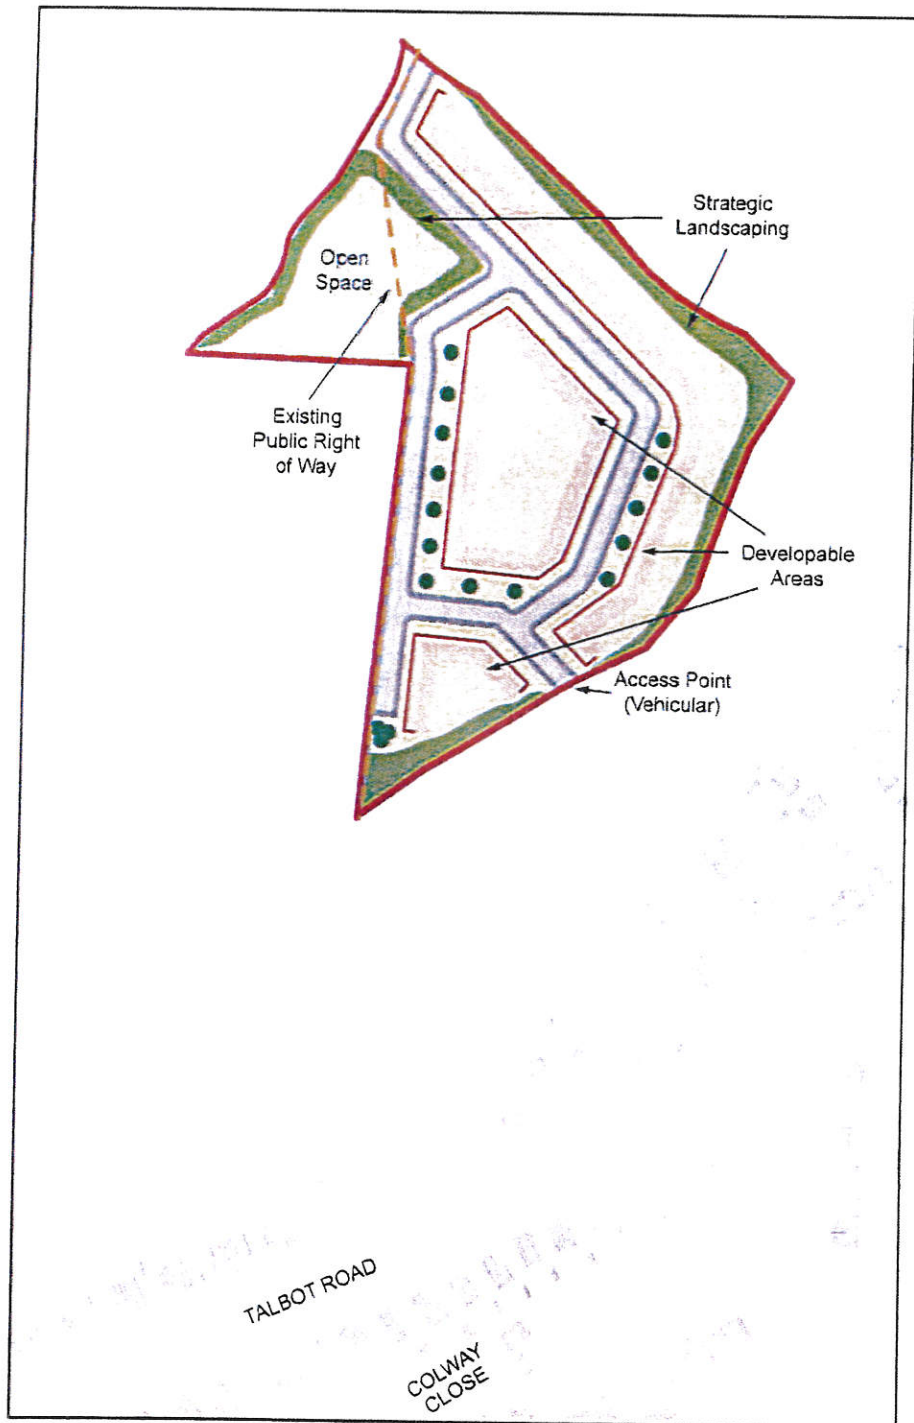 Strategic
Landscaping
Open
Space
Existing
Public Right
of Way
Developable
Areas
Access Point
(Vehicular)
TALBOT ROAD
COLWAY
CLOSE